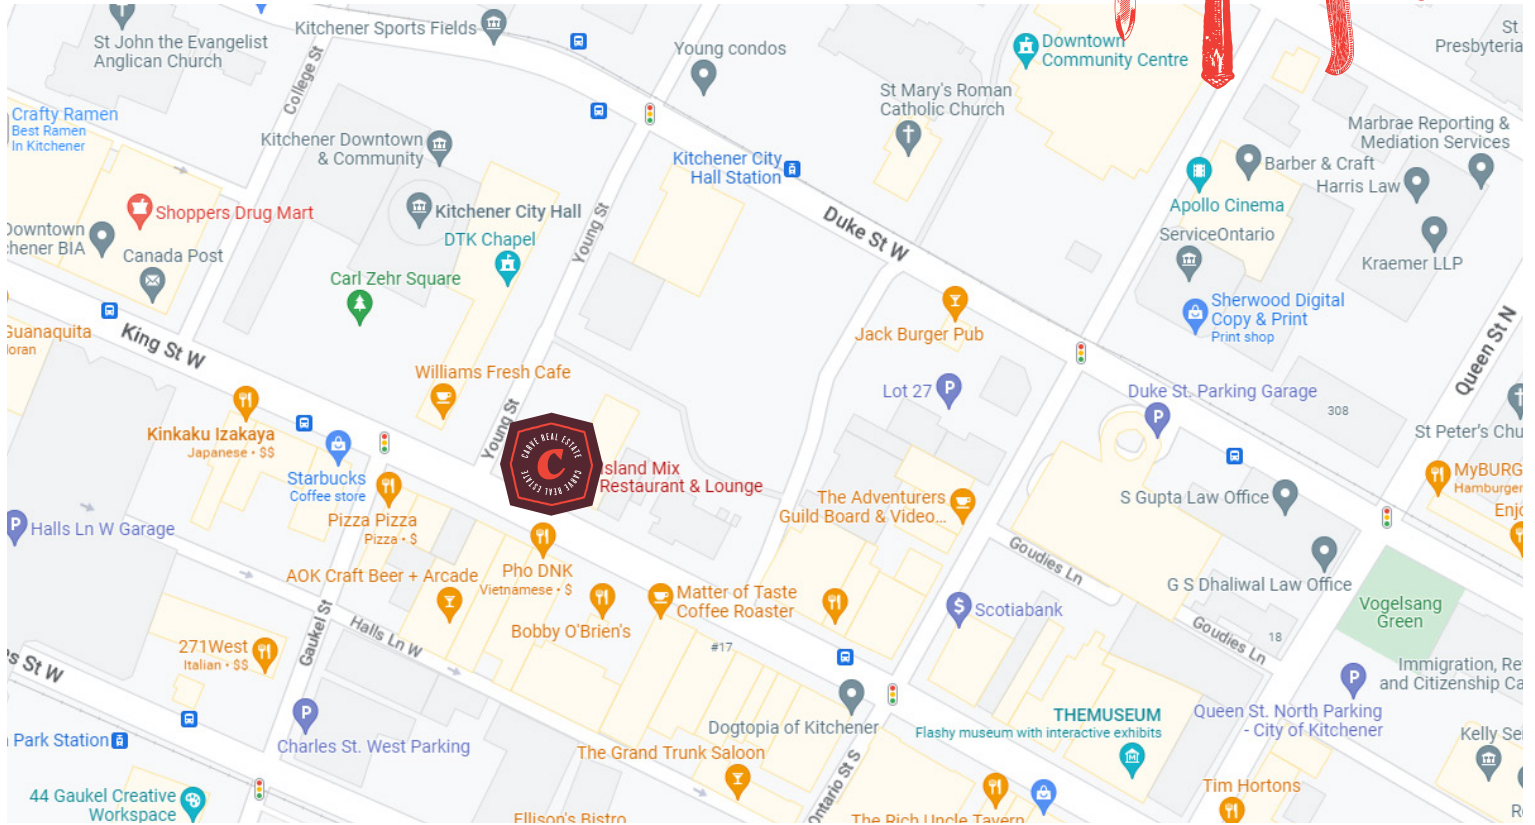 St John the Evangelist
Anglican Church
Kitchener Sports Fields
College St
Young condos
Downtown
Community Centre
St
Presbyteria
Crafty Ramen
Best Ramen
In Kitchener
Kitchener Downtown
& Community
St Mary's Roman
Catholic Church
Marbrae Reporting &
Mediation Services
Kitchener City
Hall Station
Barber & Craft
Harris Law
Shoppers Drug Mart
Kitchener City Hall
Apollo Cinema
Downtown
chener BIA
Canada Post
DTK Chapel
Young St
Duke St W
ServiceOntario
Kraemer LLP
Carl Zehr Square
Sherwood Digital
Copy & Print
Print shop
Guanaquita
King St W
Jack Burger Pub
Queen St N
Williams Fresh Cafe
Lot 27
Duke St. Parking Garage
308
Kinkaku Izakaya
Japanese • $$
Young St
St Peter's Chu
CARVE REAL ESTATE
C
CARVE REAL ESTATE
Starbucks
Coffee store
Island Mix
Restaurant & Lounge
MyBURG
Hamburger
Pizza Pizza
Pizza • $
The Adventurers
Guild Board & Video...
S Gupta Law Office
Enjo
Halls Ln W Garage
AOK Craft Beer + Arcade
Pho DNK
Vietnamese • $
Goudies Ln
G S Dhaliwal Law Office
Matter of Taste
Coffee Roaster
Scotiabank
Vogelsang
Green
Bobby O'Brien's
Gaukel St
Halls Ln W
271West
Italian • $$
#17
Goudies Ln
18
s St W
Immigration, Re
and Citizenship Ca
Charles St. West Parking
Dogtopia of Kitchener
THEMUSEUM
Flashy museum with interactive exhibits
Queen St. North Parking
- City of Kitchener
Park Station
The Grand Trunk Saloon
Ontario St S
Kelly Se
44 Gaukel Creative
Workspace
Ellison's Bistro
The Rich Uncle Tavern
Tim Hortons